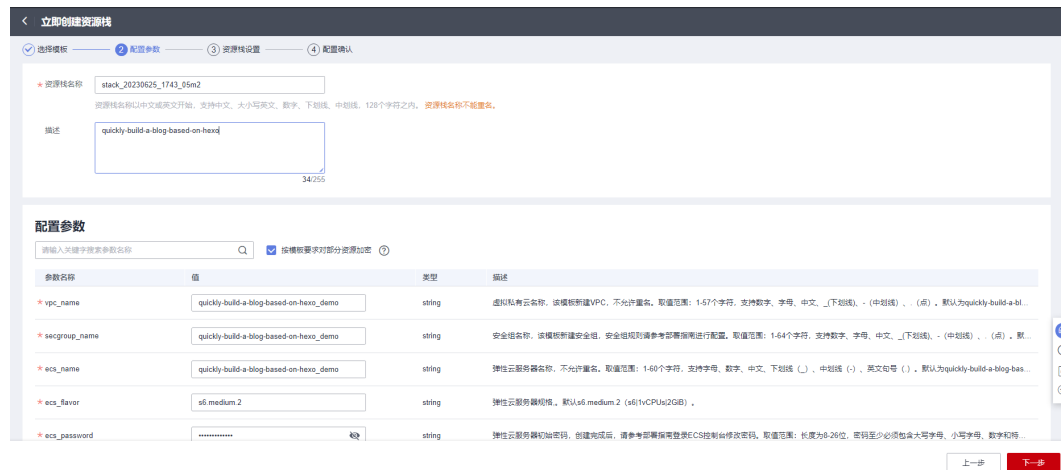 立即创建资源栈
选择模板 2 配置参数 3 资源栈设置 4 配置确认
* 资源栈名称 stack_20230625_1743_05m2
资源栈名称以中文或英文开始，支持中文、大小写英文、数字、下划线、中划线，128个字符之内。 资源栈名称不能重名。
描述 quickly-build-a-blog-based-on-hexo
34/255
配置参数
请输入关键字搜索参数名称 按模板要求对部分资源加密 ?
参数名称 值 类型 描述
* vpc_name quickly-build-a-blog-based-on-hexo_demo string 虚拟私有云名称，该模板新建VPC，不允许重名。取值范围：1-57个字符，支持数字、字母、中文、_(下划线)、-（中划线）、.（点）。默认为quickly-build-a-bl...
* secgroup_name quickly-build-a-blog-based-on-hexo_demo string 安全组名称，该模板新建安全组，安全组规则请参考部署指南进行配置。取值范围：1-64个字符，支持数字、字母、中文、_(下划线)、-（中划线）、.（点）。默...
* ecs_name quickly-build-a-blog-based-on-hexo_demo string 弹性云服务器名称，不允许重名。取值范围：1-60个字符，支持字母、数字、中文、下划线（_）、中划线（-）、英文句号（.）。默认为quickly-build-a-blog-bas...
* ecs_flavor s6.medium.2 string 弹性云服务器规格,。默认s6.medium.2（s6|1vCPUs|2GiB）。
* ecs_password ············· string 弹性云服务器初始密码，创建完成后，请参考部署指南登录ECS控制台修改密码。取值范围：长度为8-26位，密码至少必须包含大写字母、小写字母、数字和特...
上一步 下一步